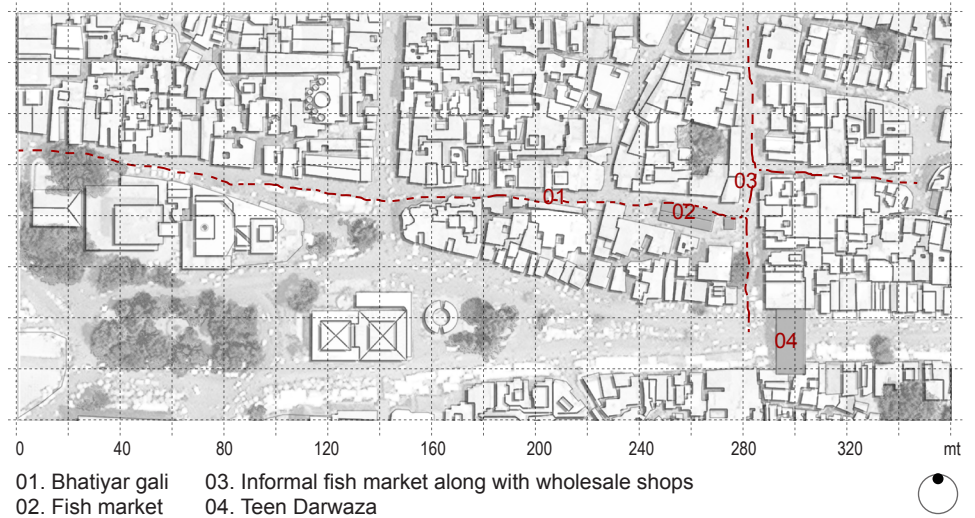 03
01
02
04
0 40 80 120 160 200 240 280 320 mt
01. Bhatiyar gali 03. Informal fish market along with wholesale shops
02. Fish market 04. Teen Darwaza